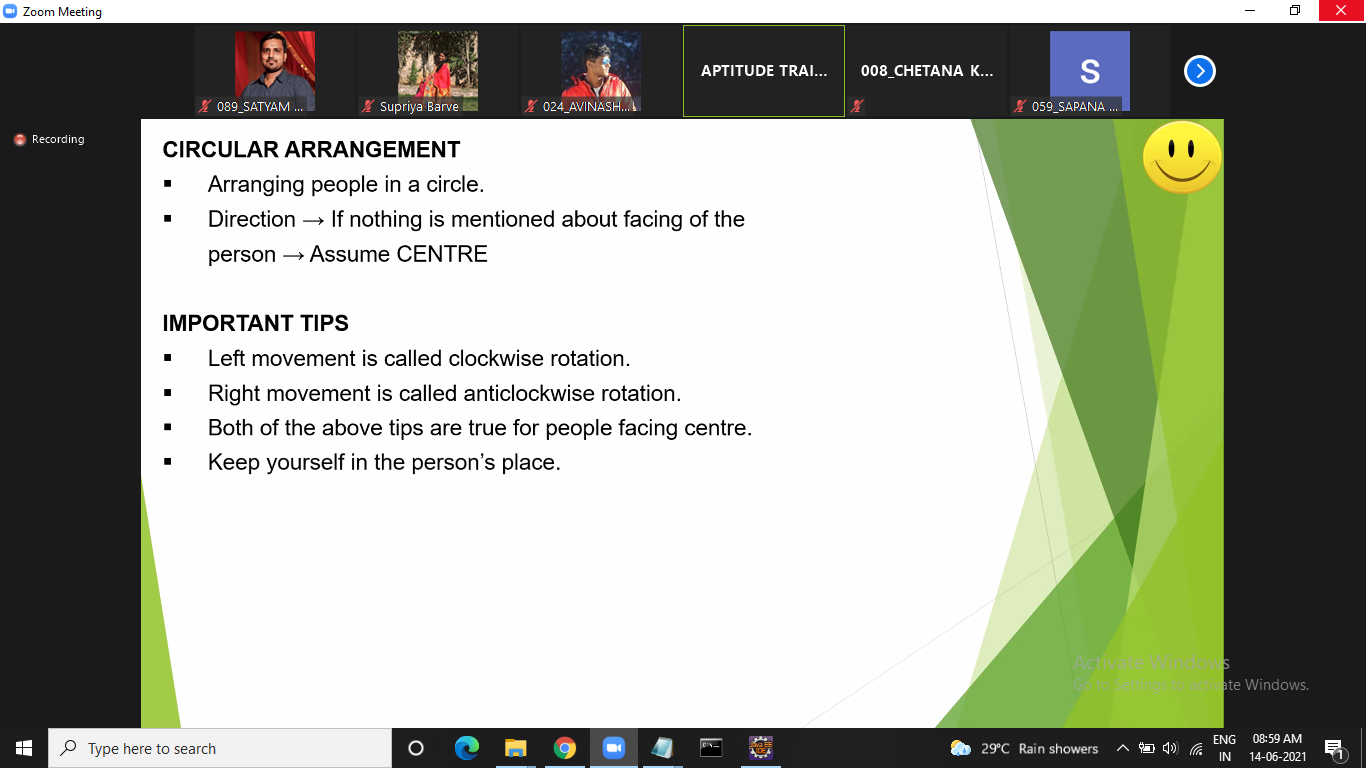 Zoom Meeting
089_SATYAM ...
Supriya Barve
024_AVINASH...
APTITUDE TRAI...
008_CHETANA K...
S
059_SAPANA ...
Recording
CIRCULAR ARRANGEMENT
▪ Arranging people in a circle.
▪ Direction → If nothing is mentioned about facing of the
person → Assume CENTRE
IMPORTANT TIPS
▪ Left movement is called clockwise rotation.
▪ Right movement is called anticlockwise rotation.
▪ Both of the above tips are true for people facing centre.
▪ Keep yourself in the person's place.
Activate Windows
Go to Settings to activate Windows.
Type here to search
29°C Rain showers
ENG
IN
08:59 AM
14-06-2021
1